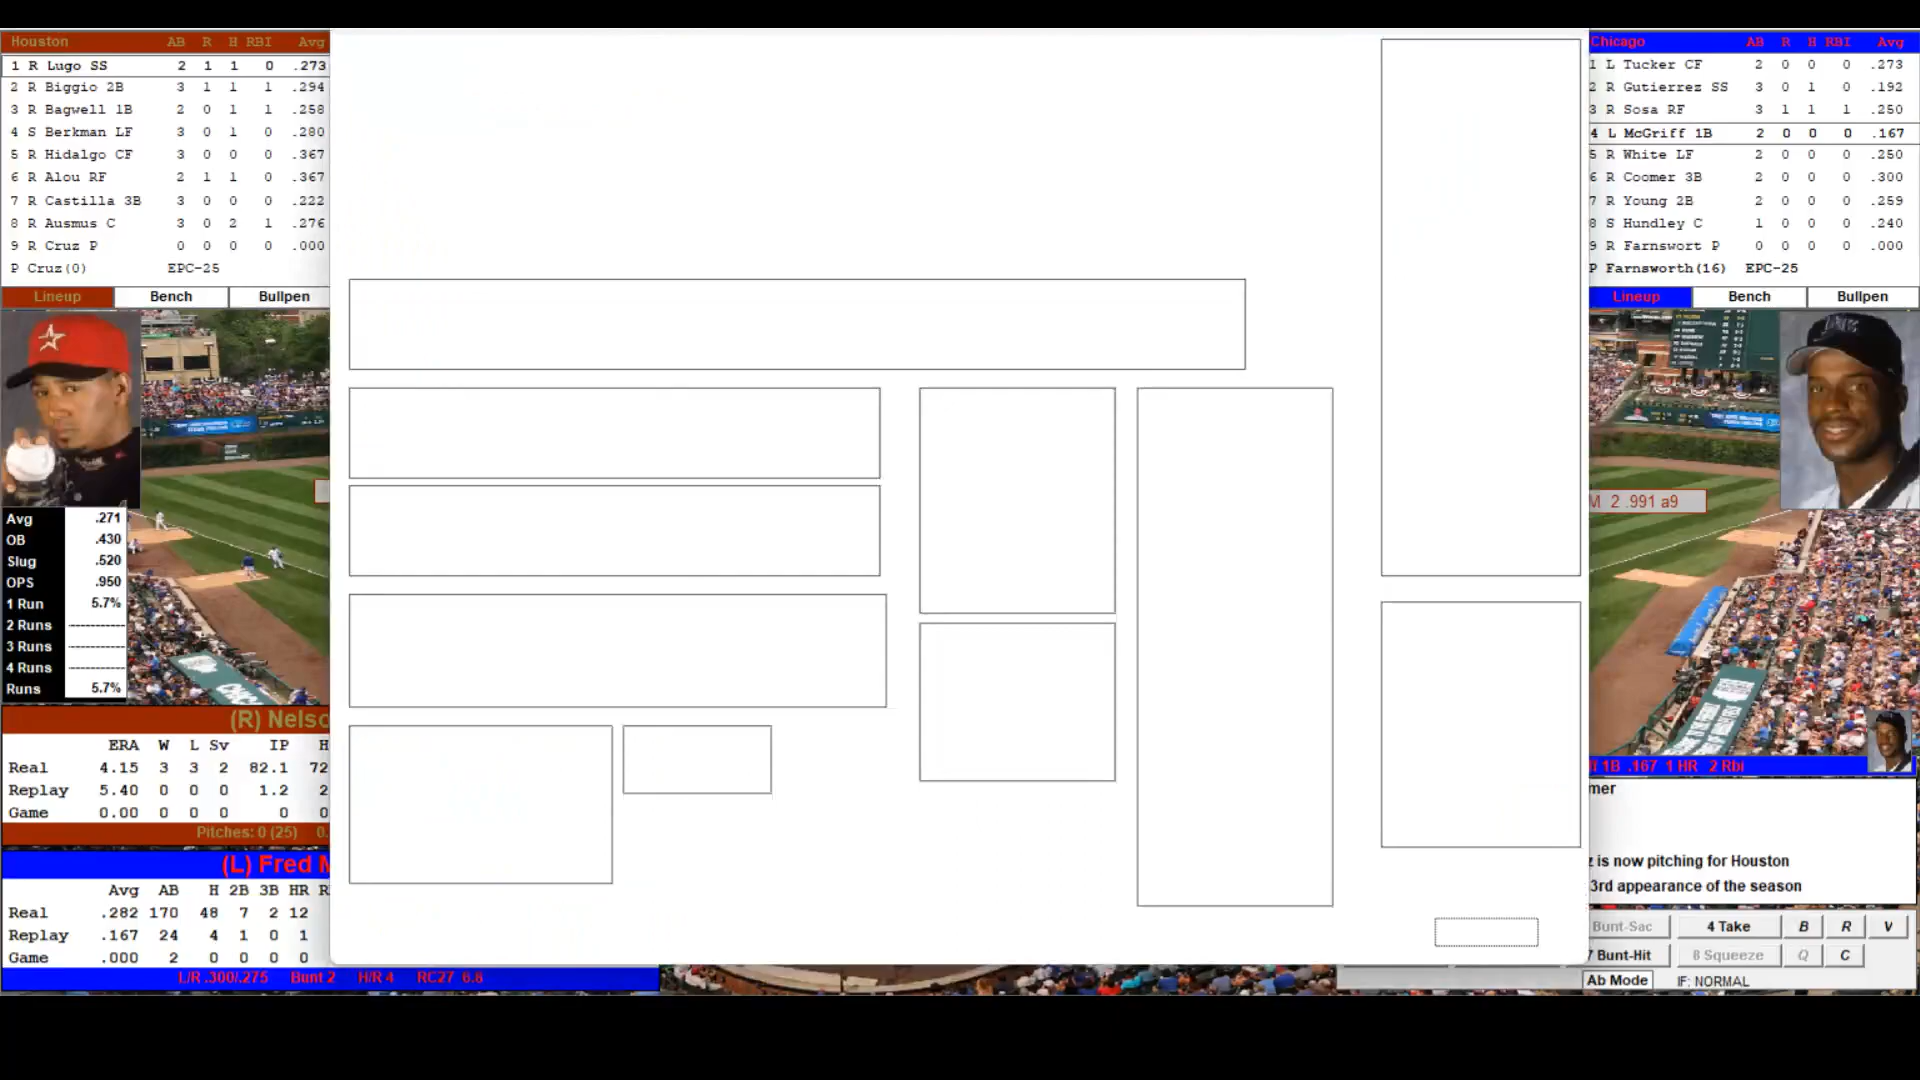 Houston AB R H RBI Avg
1 R Lugo SS 2 1 1 0 .273
2 R Biggio 2B 3 1 1 1 .294
3 R Bagwell 1B 2 0 1 1 .258
4 S Berkman LF 3 0 1 0 .280
5 R Hidalgo CF 3 0 0 0 .367
6 R Alou RF 2 1 1 0 .367
7 R Castilla 3B 3 0 0 0 .222
8 R Ausmus C 3 0 2 1 .276
9 R Cruz P 0 0 0 0 .000
P Cruz(0) EPC-25
Lineup Bench Bullpen
Avg .271
OB .430
Slug .520
OPS .950
1 Run 5.7%
2 Runs ----------
3 Runs ----------
4 Runs ----------
Runs 5.7%
(R) Nelso
ERA W L Sv IP H
Real 4.15 3 3 2 82.1 72
Replay 5.40 0 0 0 1.2 2
Game 0.00 0 0 0 0 0
Pitches: 0 (25) 0.
(L) Fred M
Avg AB H 2B 3B HR R
Real .282 170 48 7 2 12
Replay .167 24 4 1 0 1
Game .000 2 0 0 0 0
L/R .300/.275 Bunt 2 H/R 4 RC27 6.6
Chicago AB R H RBI Avg
1 L Tucker CF 2 0 0 0 .273
2 R Gutierrez SS 3 0 1 0 .192
3 R Sosa RF 3 1 1 1 .250
4 L McGriff 1B 2 0 0 0 .167
5 R White LF 2 0 0 0 .250
6 R Coomer 3B 2 0 0 0 .300
7 R Young 2B 2 0 0 0 .259
8 S Hundley C 1 0 0 0 .240
9 R Farnswort P 0 0 0 0 .000
P Farnsworth(16) EPC-25
Lineup Bench Bullpen
M 2 .991 a9
ff 1B .167 1 HR 2 Rbi
mer
z is now pitching for Houston
3rd appearance of the season
Bunt-Sac 4 Take B R V
7 Bunt-Hit 8 Squeeze Q C
Ab Mode IF: NORMAL